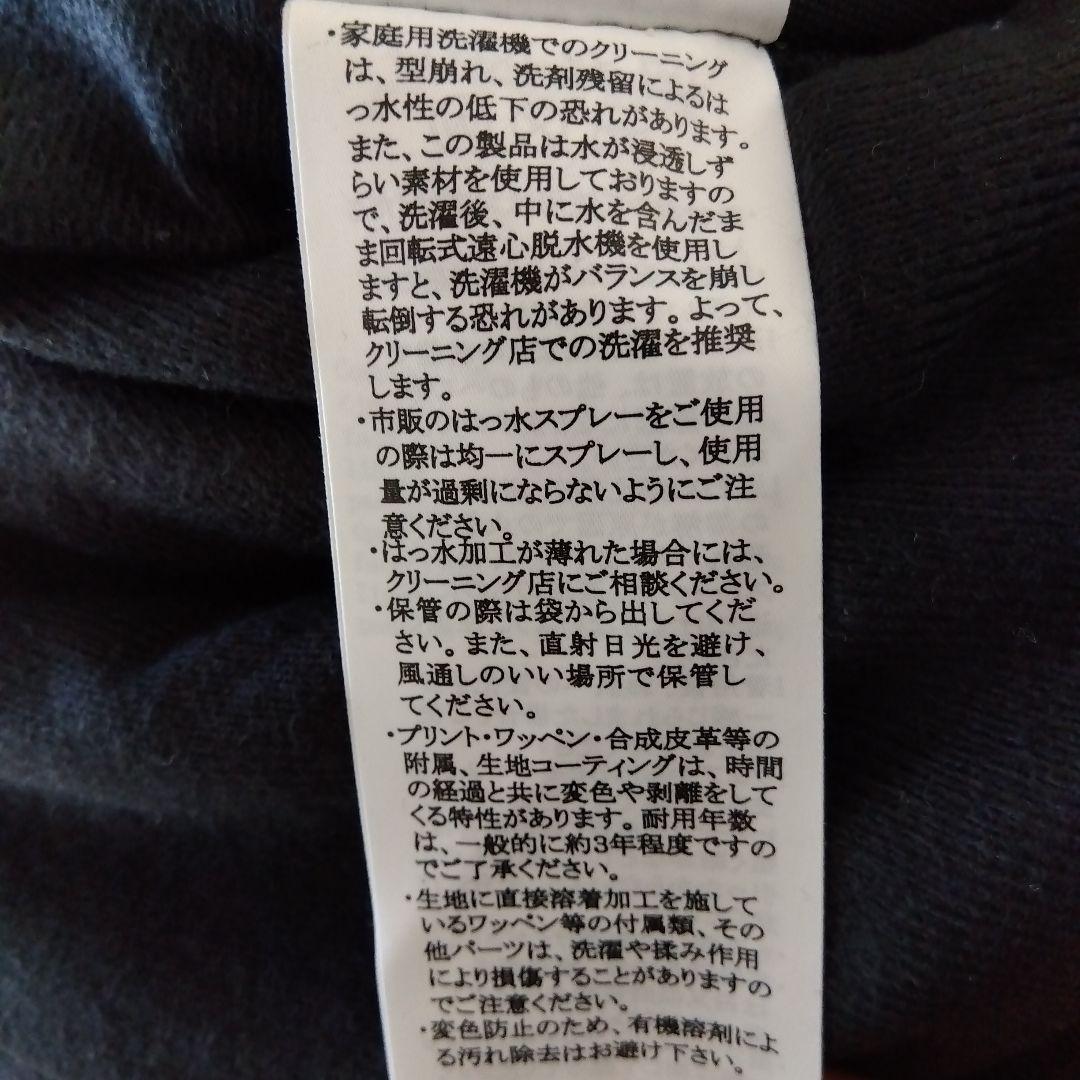 ・家庭用洗濯機でのクリーニング
は、型崩れ、洗剤残留によるは
っ水性の低下の恐れがあります。
また、この製品は水が浸透しず
らい素材を使用しておりますの
で、洗濯後、中に水を含んだま
ま回転式遠心脱水機を使用し
ますと、洗濯機がバランスを崩し
転倒する恐れがあります。よって、
クリーニング店での洗濯を推奨
します。
・市販のはっ水スプレーをご使用
の際は均一にスプレーし、使用
量が過剰にならないようにご注
意ください。
・はっ水加工が薄れた場合には、
クリーニング店にご相談ください。
・保管の際は袋から出してくだ
さい。また、直射日光を避け、
風通しのいい場所で保管し
てください。
・プリント・ワッペン・合成皮革等の
附属、生地コーティングは、時間
の経過と共に変色や剥離をして
くる特性があります。耐用年数
は、一般的に約3年程度ですの
でご了承ください。
・生地に直接溶着加工を施して
いるワッペン等の付属類、その
他パーツは、洗濯や揉み作用
により損傷することがありますの
でご注意ください。
・変色防止のため、有機溶剤によ
る汚れ除去はお避け下さい。